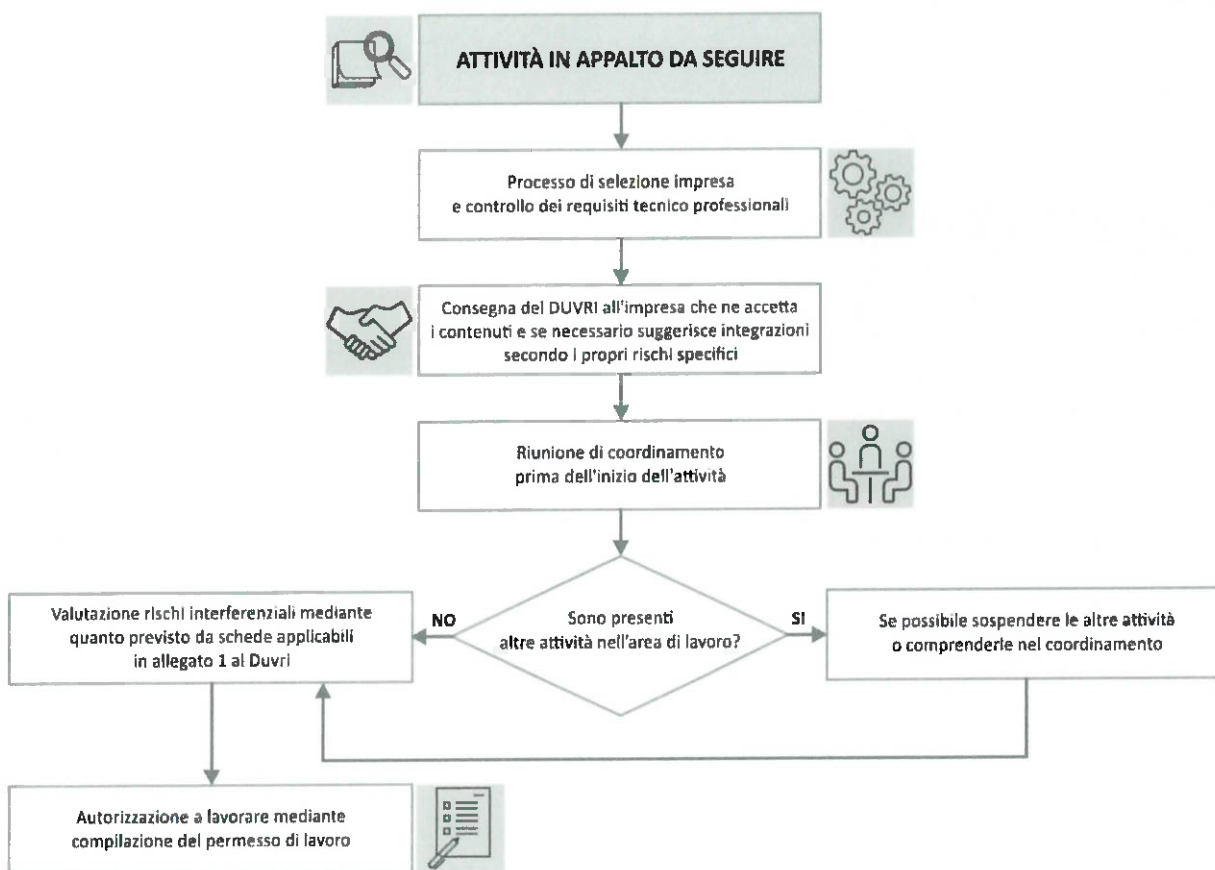 ATTIVITÀ IN APPALTO DA SEGUIRE
Processo di selezione impresa
e controllo dei requisiti tecnico professionali
Consegna del DUVRI all'impresa che ne accetta
i contenuti e se necessario suggerisce integrazioni
secondo i propri rischi specifici
Riunione di coordinamento
prima dell'inizio dell'attività
Sono presenti
altre attività nell'area di lavoro?
NO
SI
Valutazione rischi interferenziali mediante
quanto previsto da schede applicabili
in allegato 1 al Duvri
Se possibile sospendere le altre attività
o comprenderle nel coordinamento
Autorizzazione a lavorare mediante
compilazione del permesso di lavoro